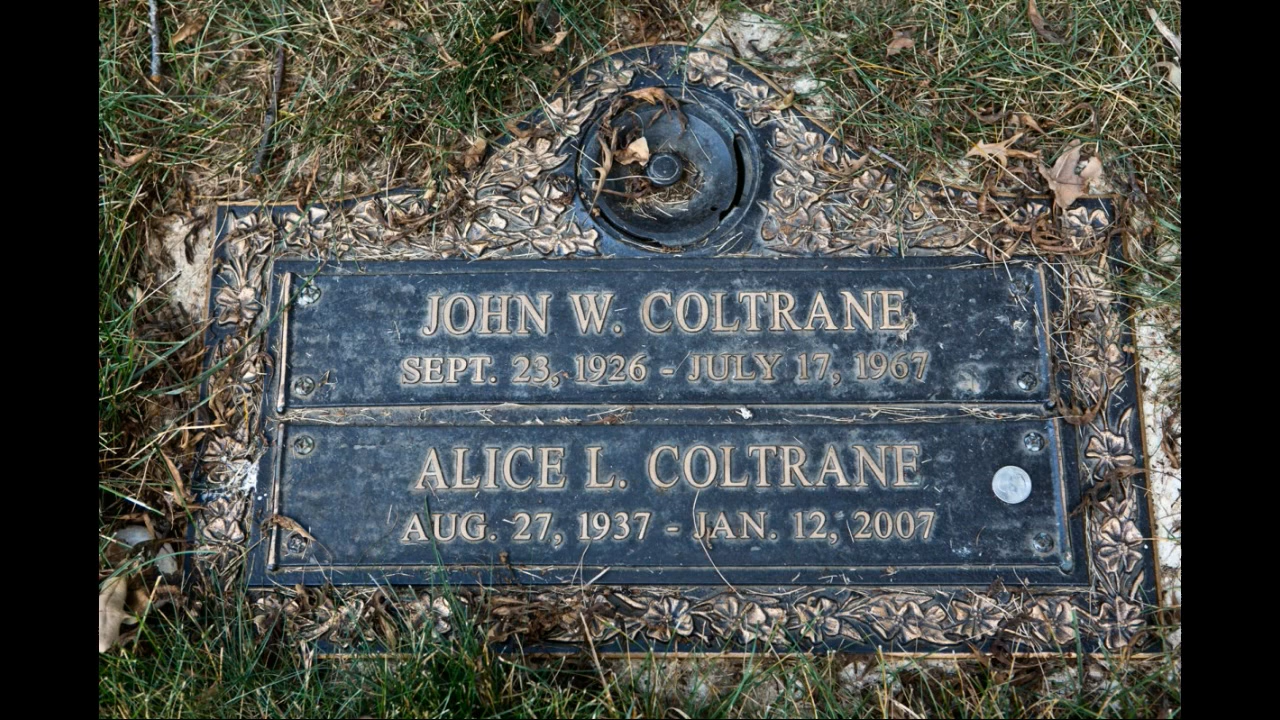 JOHN W. COLTRANE
SEPT. 23, 1926 - JULY 17, 1967
ALICE L. COLTRANE
AUG. 27, 1937 - JAN. 12, 2007